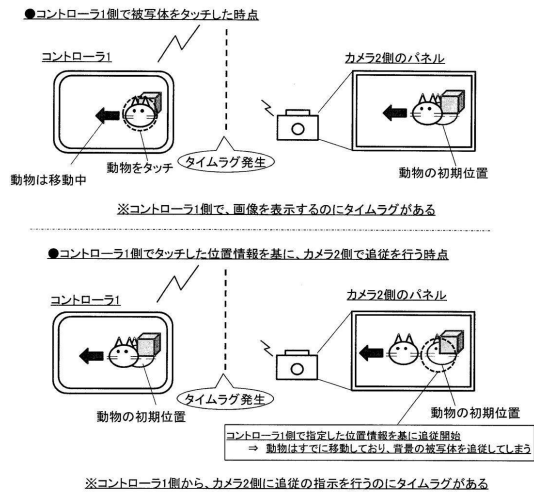 ●コントローラ1側で被写体をタッチした時点
コントローラ1
カメラ2側のパネル
動物をタッチ
タイムラグ発生
動物は移動中
動物の初期位置
※コントローラ1側で、画像を表示するのにタイムラグがある
●コントローラ1側でタッチした位置情報を基に、カメラ2側で追従を行う時点
コントローラ1
カメラ2側のパネル
タイムラグ発生
動物の初期位置
動物の初期位置
コントローラ1側で指定した位置情報を基に追従開始
⇒ 動物はすでに移動しており、背景の被写体を追従してしまう
※コントローラ1側から、カメラ2側に追従の指示を行うのにタイムラグがある